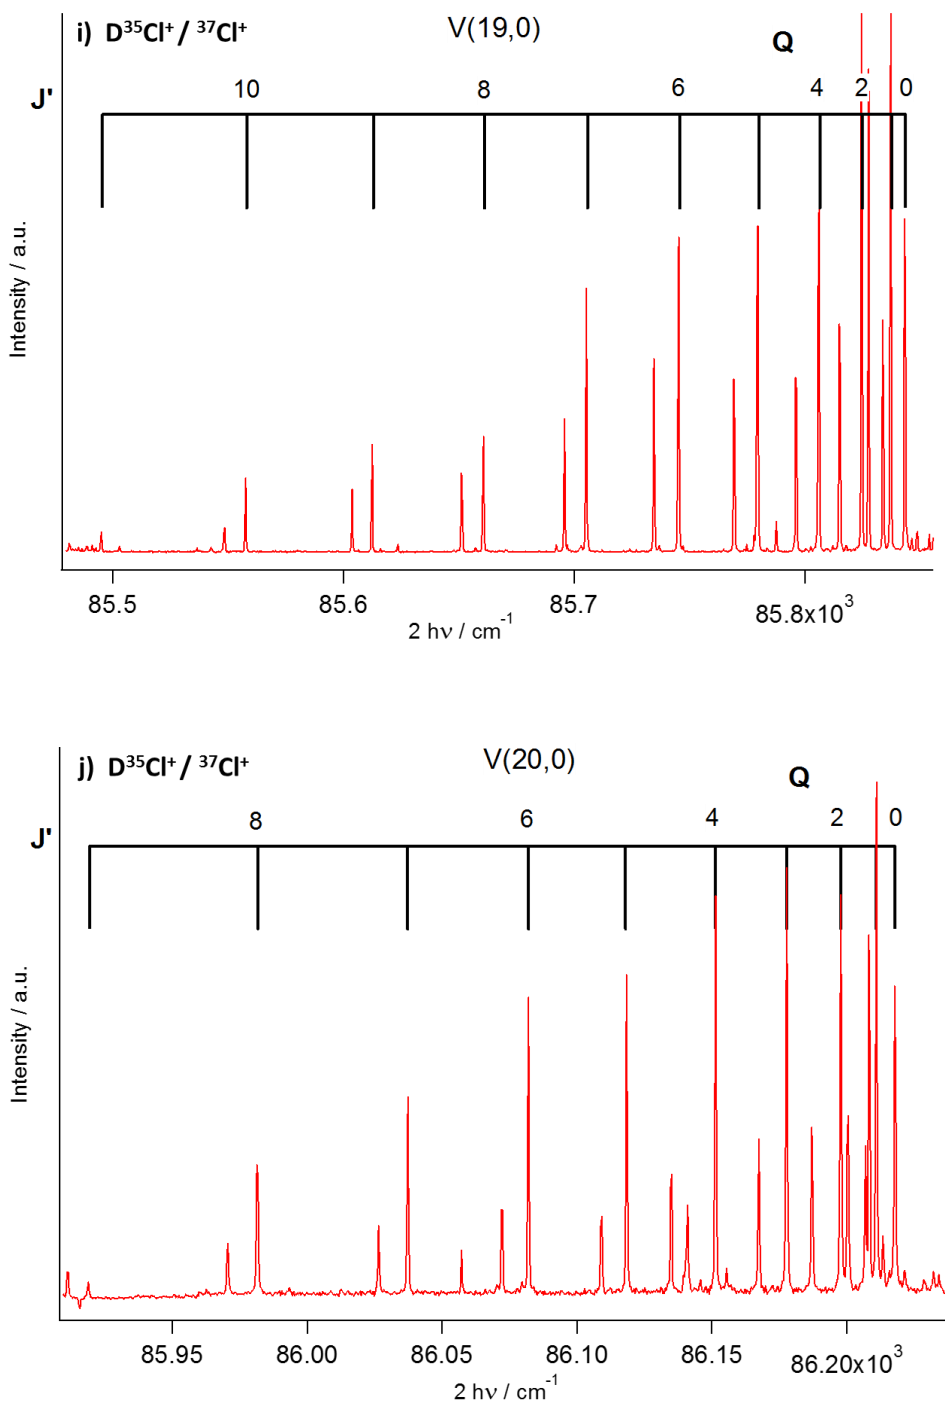 i) D³⁵Cl⁺/ ³⁷Cl⁺
V(19,0)
Q
J'
10
8
6
4
2
0
Intensity / a.u.
85.5
85.6
85.7
85.8x10³
2 hν / cm⁻¹
j) D³⁵Cl⁺/ ³⁷Cl⁺
V(20,0)
Q
J'
8
6
4
2
0
Intensity / a.u.
85.95
86.00
86.05
86.10
86.15
86.20x10³
2 hν / cm⁻¹